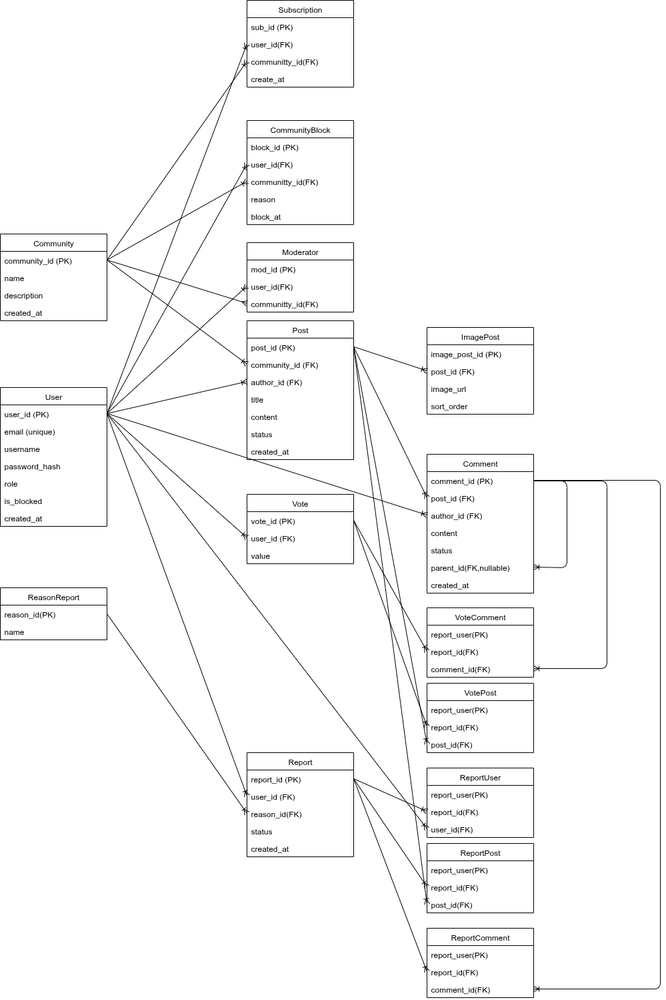 Subscription
sub_id (PK)
user_id(FK)
communitty_id(FK)
create_at
CommunityBlock
block_id (PK)
user_id(FK)
communitty_id(FK)
reason
block_at
Community
community_id (PK)
name
description
created_at
Moderator
mod_id (PK)
user_id(FK)
communitty_id(FK)
Post
post_id (PK)
community_id (FK)
author_id (FK)
title
content
status
created_at
ImagePost
image_post_id (PK)
post_id (FK)
image_url
sort_order
User
user_id (PK)
email (unique)
username
password_hash
role
is_blocked
created_at
Comment
comment_id (PK)
post_id (FK)
author_id (FK)
content
status
parent_id(FK,nullable)
created_at
Vote
vote_id (PK)
user_id (FK)
value
ReasonReport
reason_id(PK)
name
VoteComment
report_user(PK)
report_id(FK)
comment_id(FK)
VotePost
report_user(PK)
report_id(FK)
post_id(FK)
Report
report_id (PK)
user_id (FK)
reason_id(FK)
status
created_at
ReportUser
report_user(PK)
report_id(FK)
user_id(FK)
ReportPost
report_user(PK)
report_id(FK)
post_id(FK)
ReportComment
report_user(PK)
report_id(FK)
comment_id(FK)